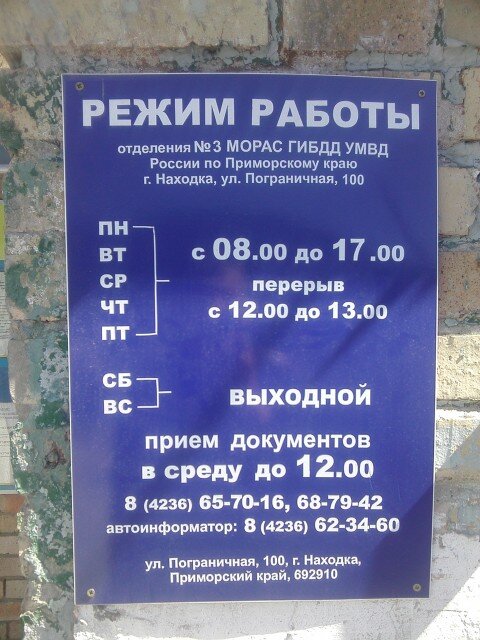 РЕЖИМ РАБОТЫ
отделения №3 МОРАС ГИБДД УМВД
России по Приморскому краю
г. Находка, ул. Пограничная, 100
ПН
ВТ
с 08.00 до 17.00
СР
перерыв
ЧТ
с 12.00 до 13.00
ПТ
СБ
ВС
ВЫХОДНОЙ
прием документов
в среду до 12.00
8 (4236) 65-70-16, 68-79-42
автоинформатор: 8 (4236) 62-34-60
ул. Пограничная, 100, г. Находка,
Приморский край, 692910